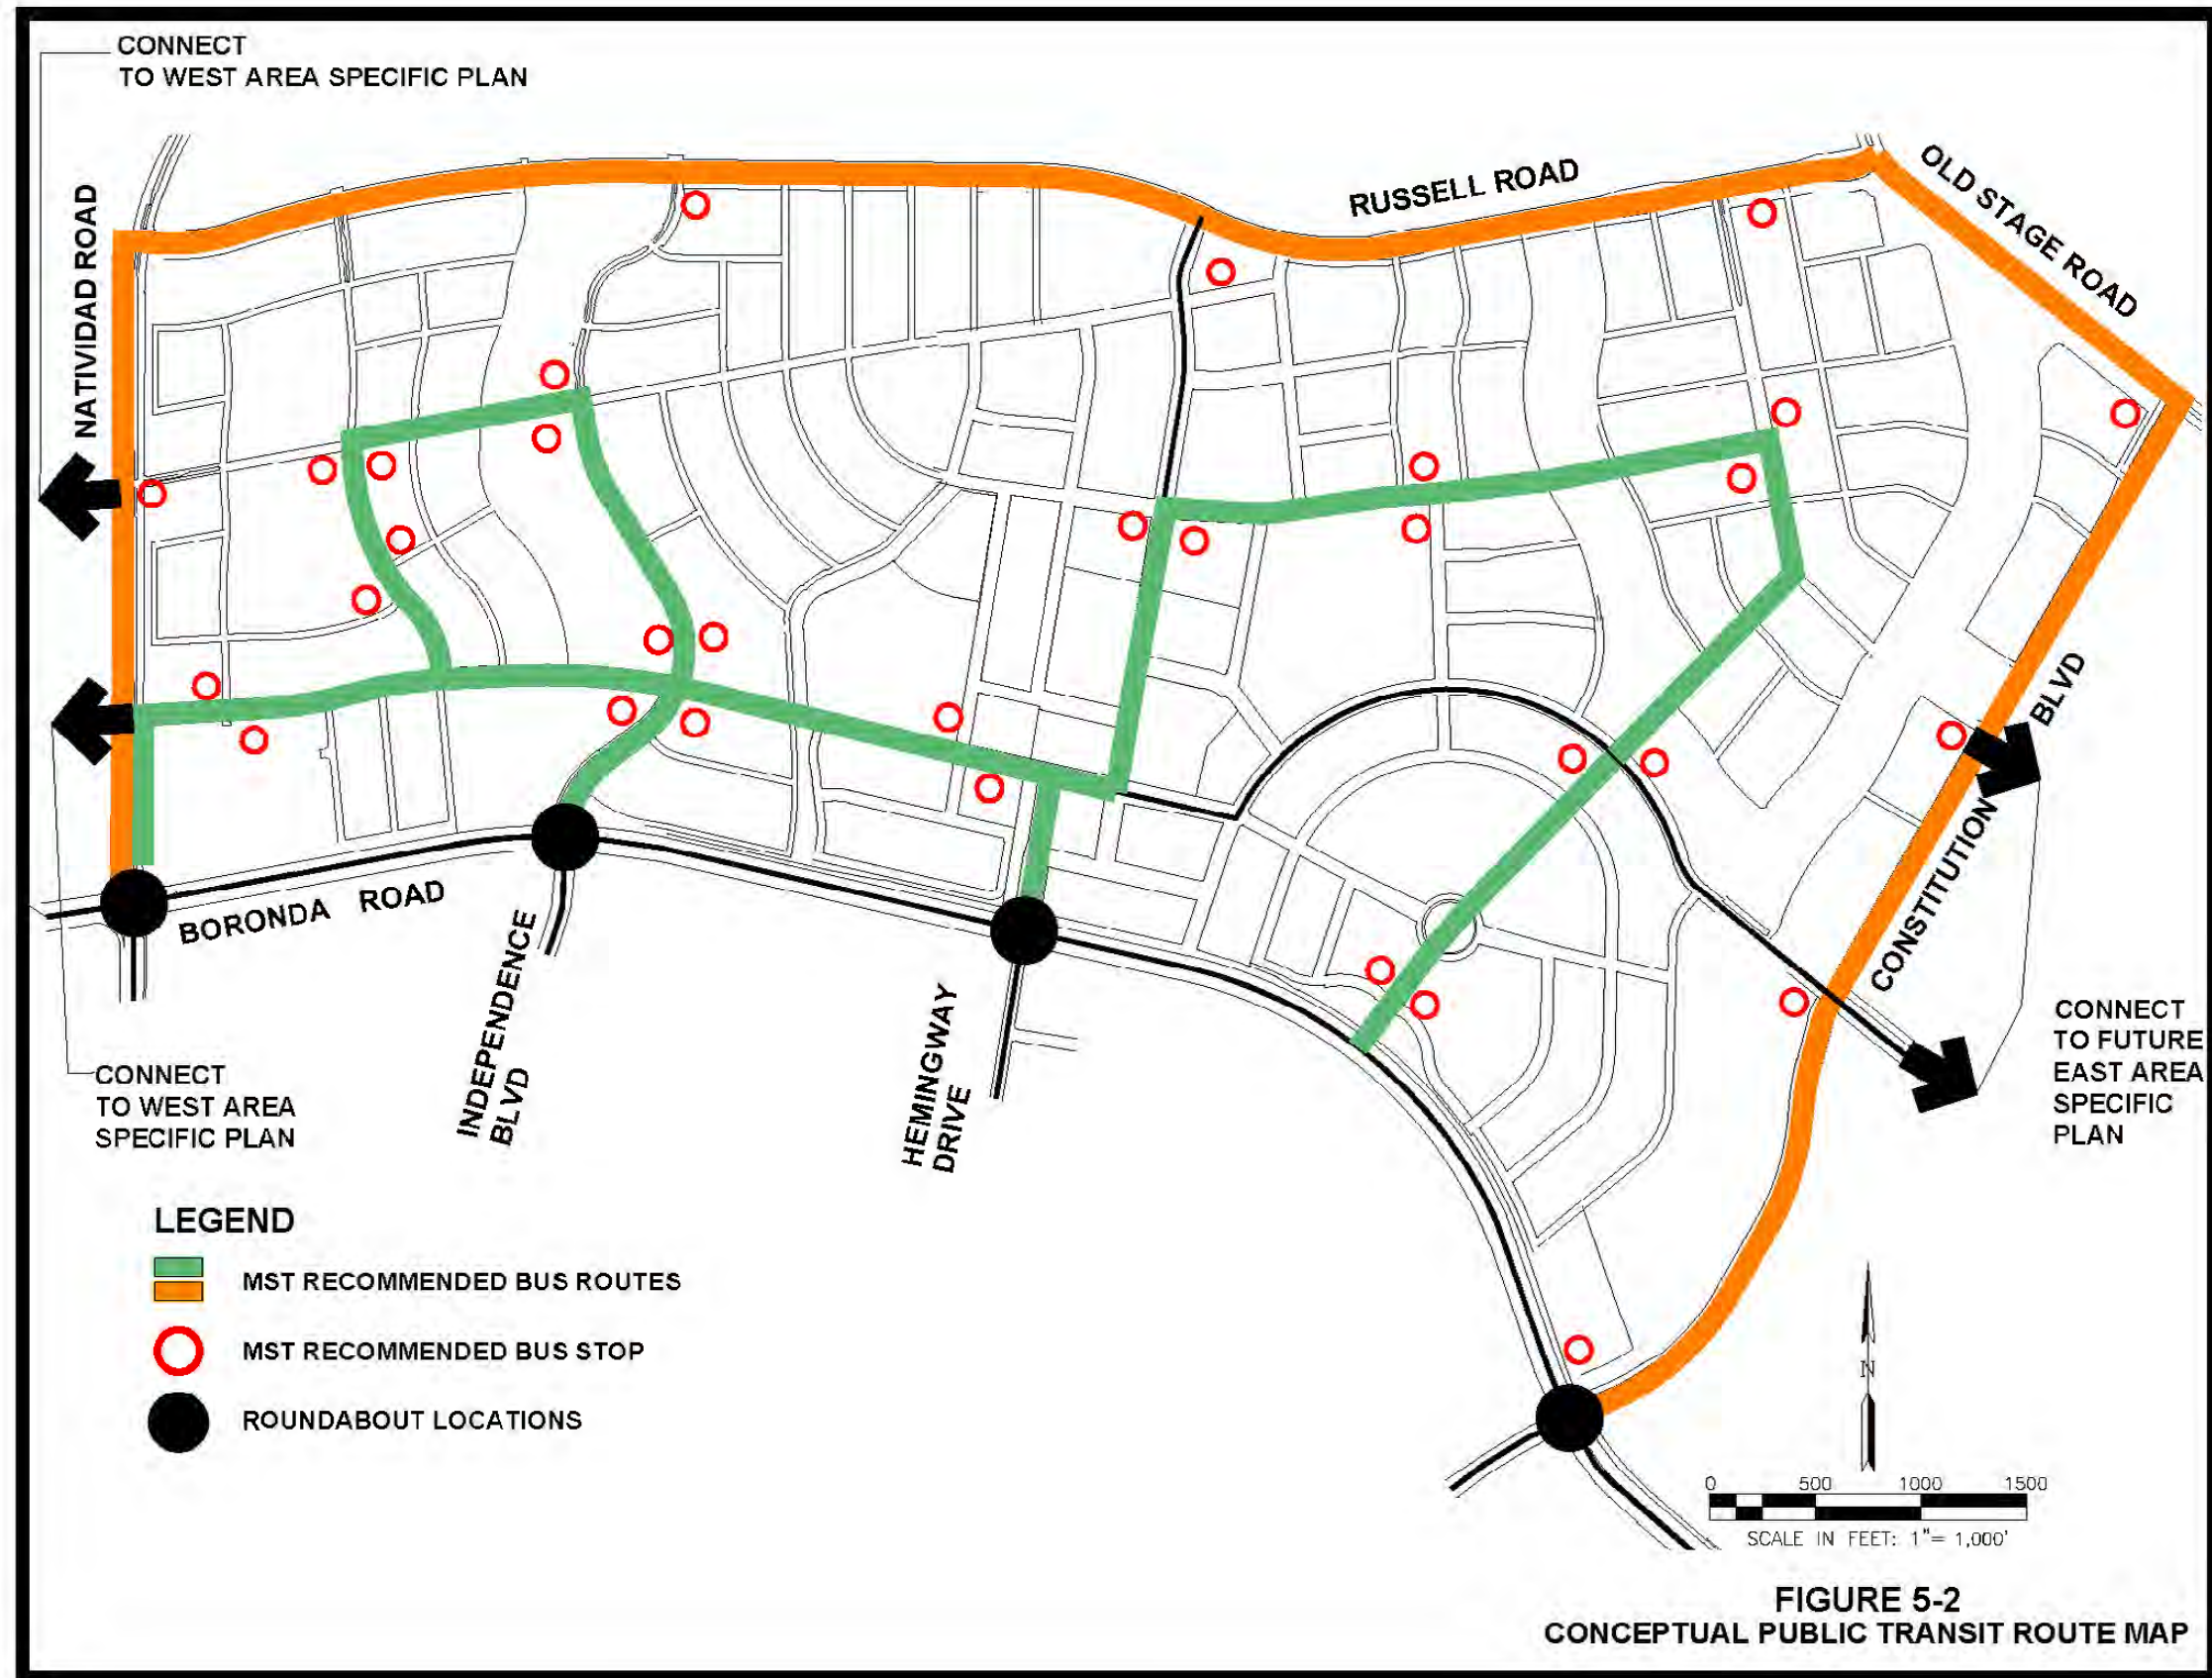 CONNECT
TO WEST AREA SPECIFIC PLAN
NATIVIDAD ROAD
RUSSELL ROAD
OLD STAGE ROAD
BLVD
CONSTITUTION
BORONDA ROAD
INDEPENDENCE
BLVD
HEMINGWAY
DRIVE
CONNECT
TO WEST AREA
SPECIFIC PLAN
CONNECT
TO FUTURE
EAST AREA
SPECIFIC
PLAN
LEGEND
MST RECOMMENDED BUS ROUTES
MST RECOMMENDED BUS STOP
ROUNDABOUT LOCATIONS
N
0 500 1000 1500
SCALE IN FEET: 1"= 1,000'
FIGURE 5-2
CONCEPTUAL PUBLIC TRANSIT ROUTE MAP